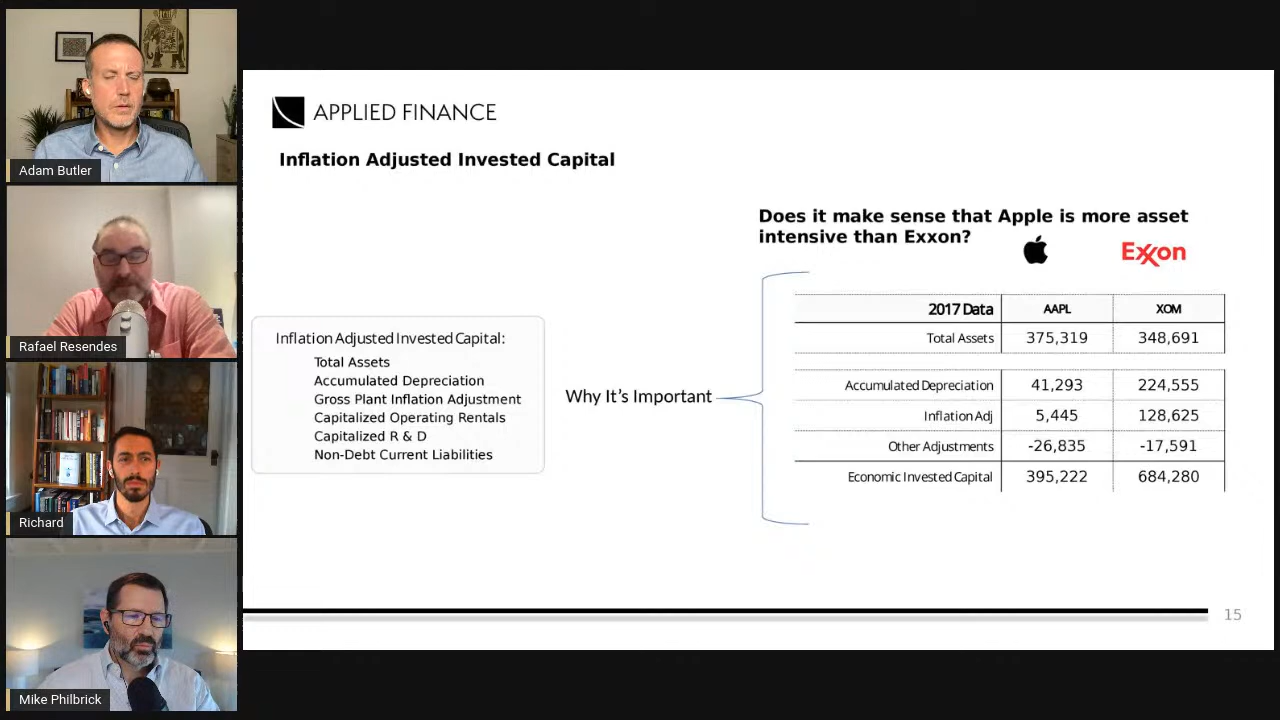 Adam Butler
Rafael Resendes
Richard
Mike Philbrick
APPLIED FINANCE
Inflation Adjusted Invested Capital
Does it make sense that Apple is more asset
intensive than Exxon?
Exxon
Inflation Adjusted Invested Capital:
Total Assets
Accumulated Depreciation
Gross Plant Inflation Adjustment
Capitalized Operating Rentals
Capitalized R & D
Non-Debt Current Liabilities
Why It's Important
2017 Data AAPL XOM
Total Assets 375,319 348,691
Accumulated Depreciation 41,293 224,555
Inflation Adj 5,445 128,625
Other Adjustments -26,835 -17,591
Economic Invested Capital 395,222 684,280
15